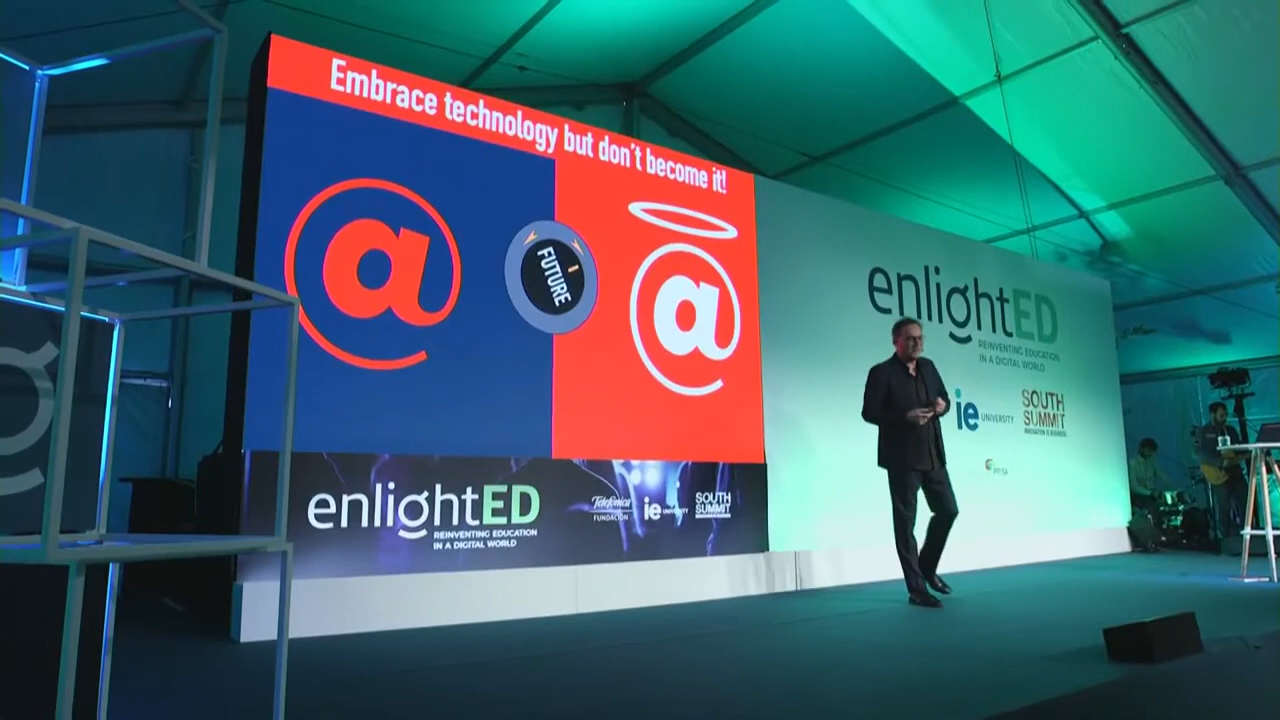 Embrace technology but don't become it!
@
FUTURE
@
enlightED
REINVENTING EDUCATION
IN A DIGITAL WORLD
Telefónica
FUNDACIÓN
ie UNIVERSITY
SOUTH
SUMMIT
enlightED
REINVENTING EDUCATION
IN A DIGITAL WORLD
ie UNIVERSITY
SOUTH
SUMMIT
INNOVATION IS BUSINESS